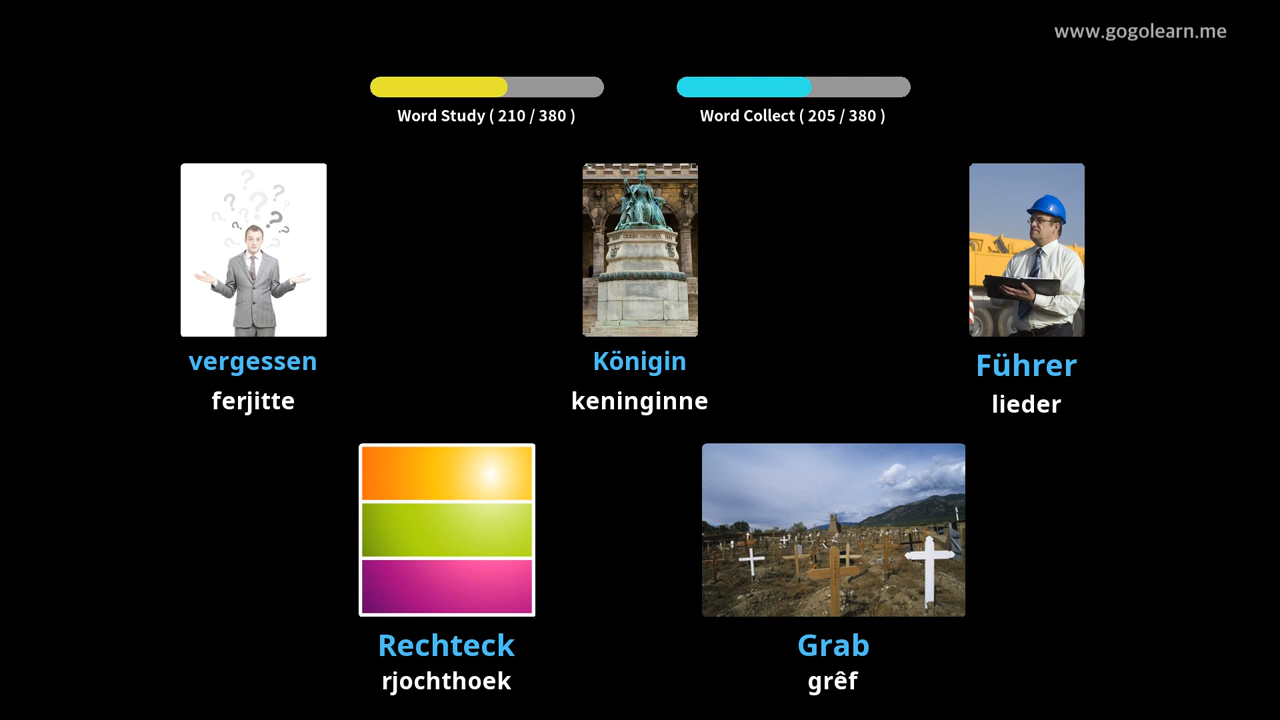 www.gogolearn.me
Word Study ( 210 / 380 )
Word Collect ( 205 / 380 )
vergessen
ferjitte
Königin
keninginne
Führer
lieder
Rechteck
rjochthoek
Grab
grêf